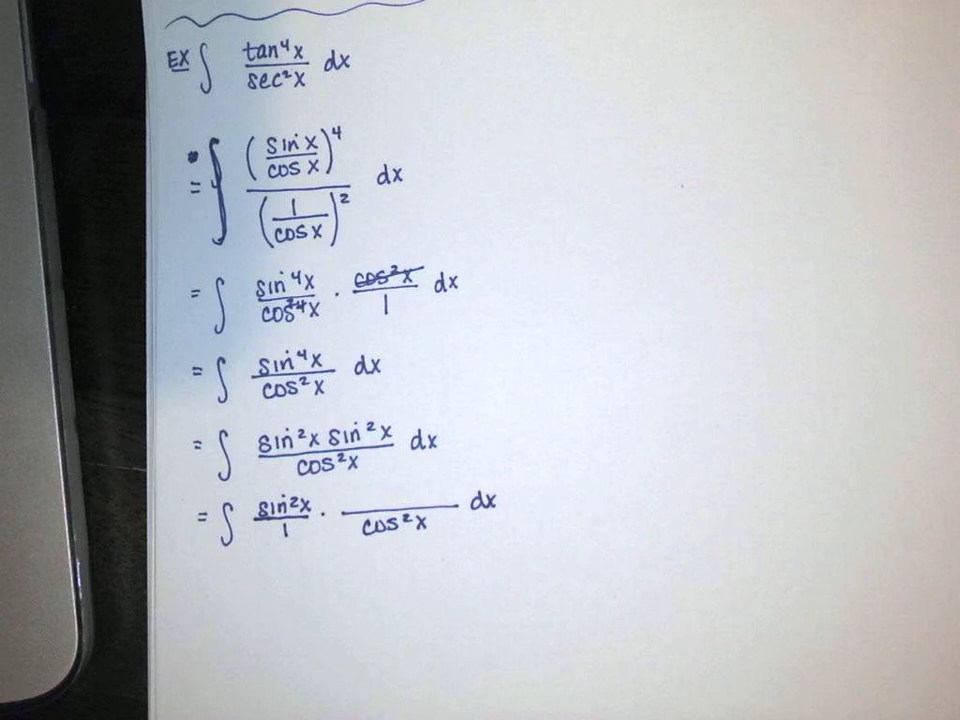 EX ∫ tan⁴x / sec²x dx
= ∫ (sin x / cos x)⁴ / (1 / cos x)² dx
= ∫ sin⁴x / cos⁴x · cos²x / 1 dx
= ∫ sin⁴x / cos²x dx
= ∫ sin²x sin²x / cos²x dx
= ∫ sin²x / 1 · / cos²x dx